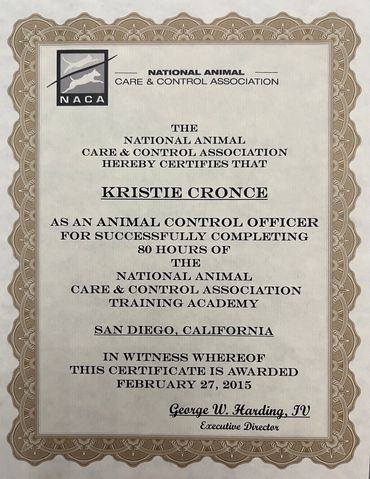 NACA
NATIONAL ANIMAL
CARE & CONTROL ASSOCIATION
THE
NATIONAL ANIMAL
CARE & CONTROL ASSOCIATION
HEREBY CERTIFIES THAT
KRISTIE CRONCE
AS AN ANIMAL CONTROL OFFICER
FOR SUCCESSFULLY COMPLETING
80 HOURS OF
THE
NATIONAL ANIMAL
CARE & CONTROL ASSOCIATION
TRAINING ACADEMY
SAN DIEGO, CALIFORNIA
IN WITNESS WHEREOF
THIS CERTIFICATE IS AWARDED
FEBRUARY 27, 2015
George W. Harding, IV
Executive Director